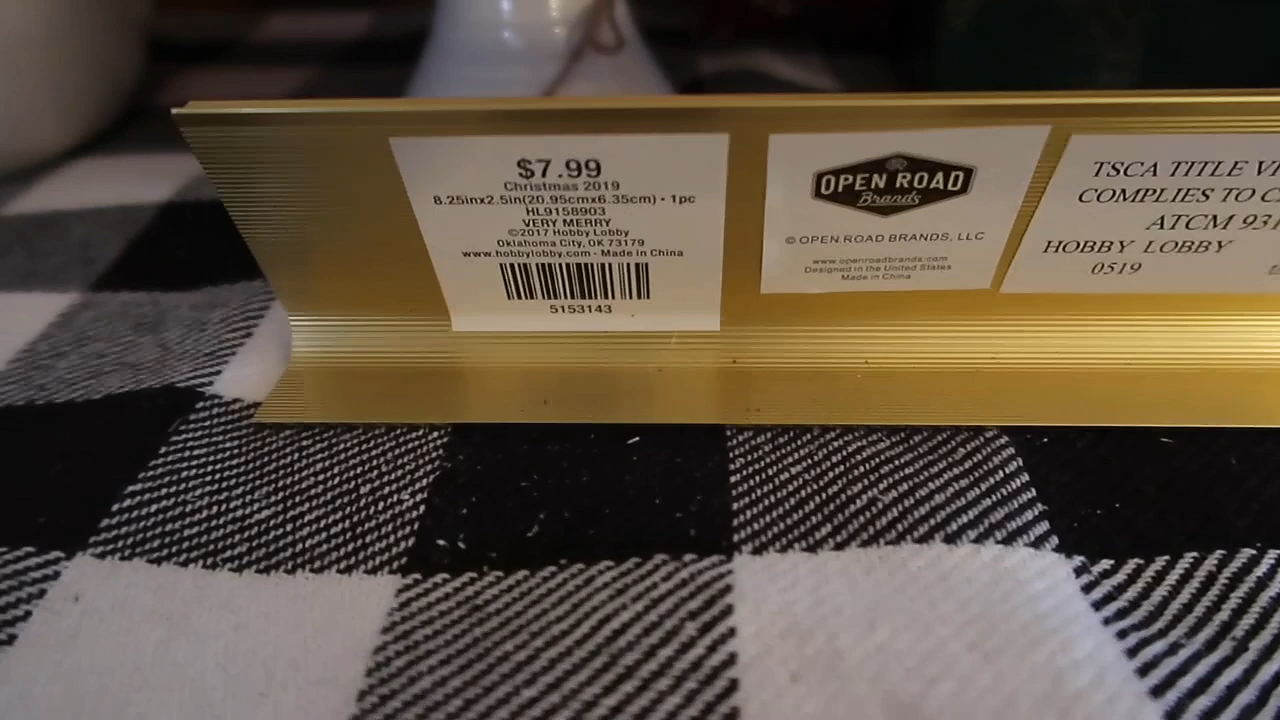 $7.99
Christmas 2019
8.25inx2.5in(20.95cmx6.35cm) • 1pc
HL9158903
VERY MERRY
©2017 Hobby Lobby
Oklahoma City, OK 73179
www.hobbylobby.com - Made in China
5153143
OPEN ROAD
Brands
© OPEN ROAD BRANDS, LLC
www.openroadbrands.com
Designed in the United States
Made in China
TSCA TITLE VI
COMPLIES TO
ATCM 931
HOBBY LOBBY
0519